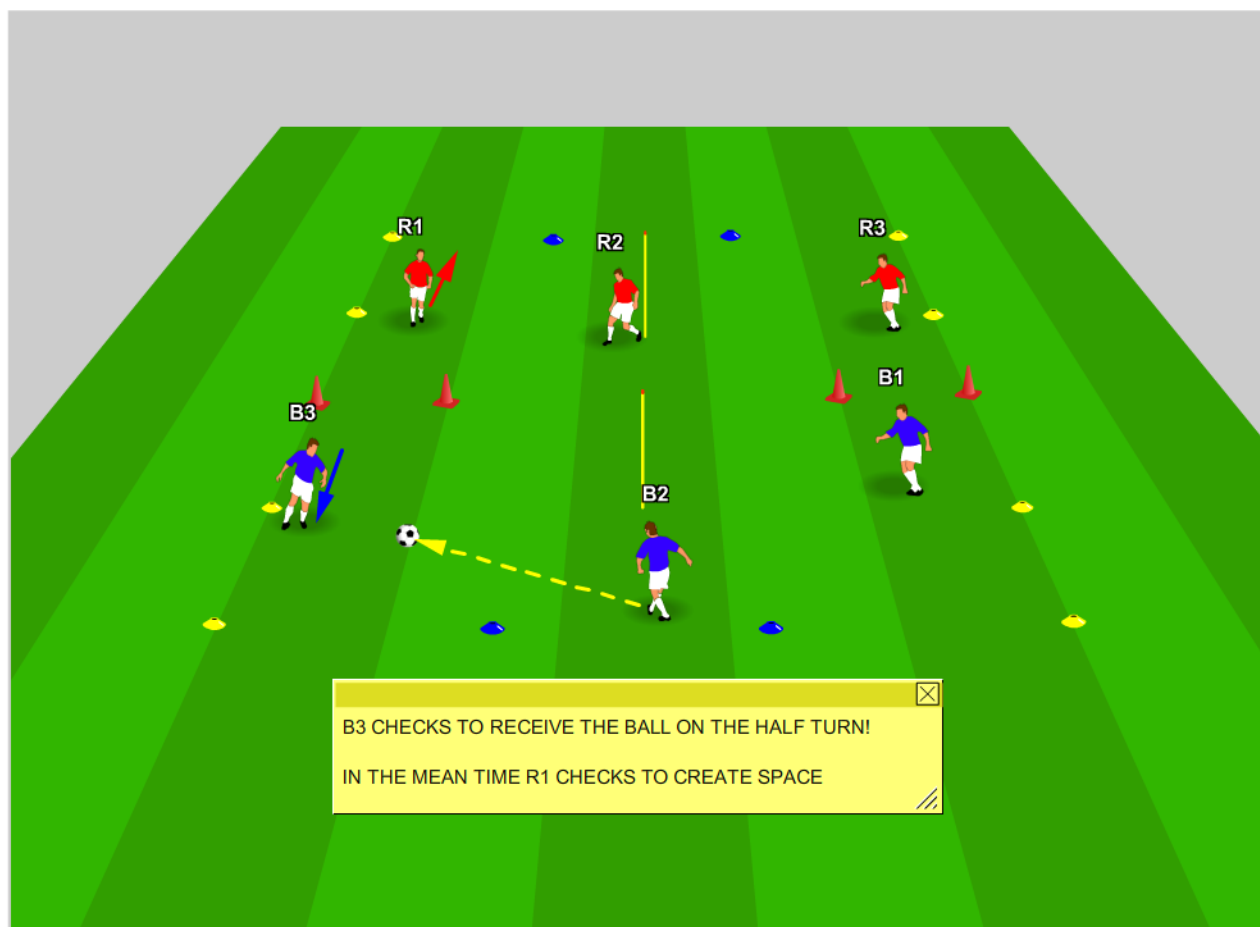 R1
R2
R3
B1
B3
B2
B3 CHECKS TO RECEIVE THE BALL ON THE HALF TURN!
IN THE MEAN TIME R1 CHECKS TO CREATE SPACE